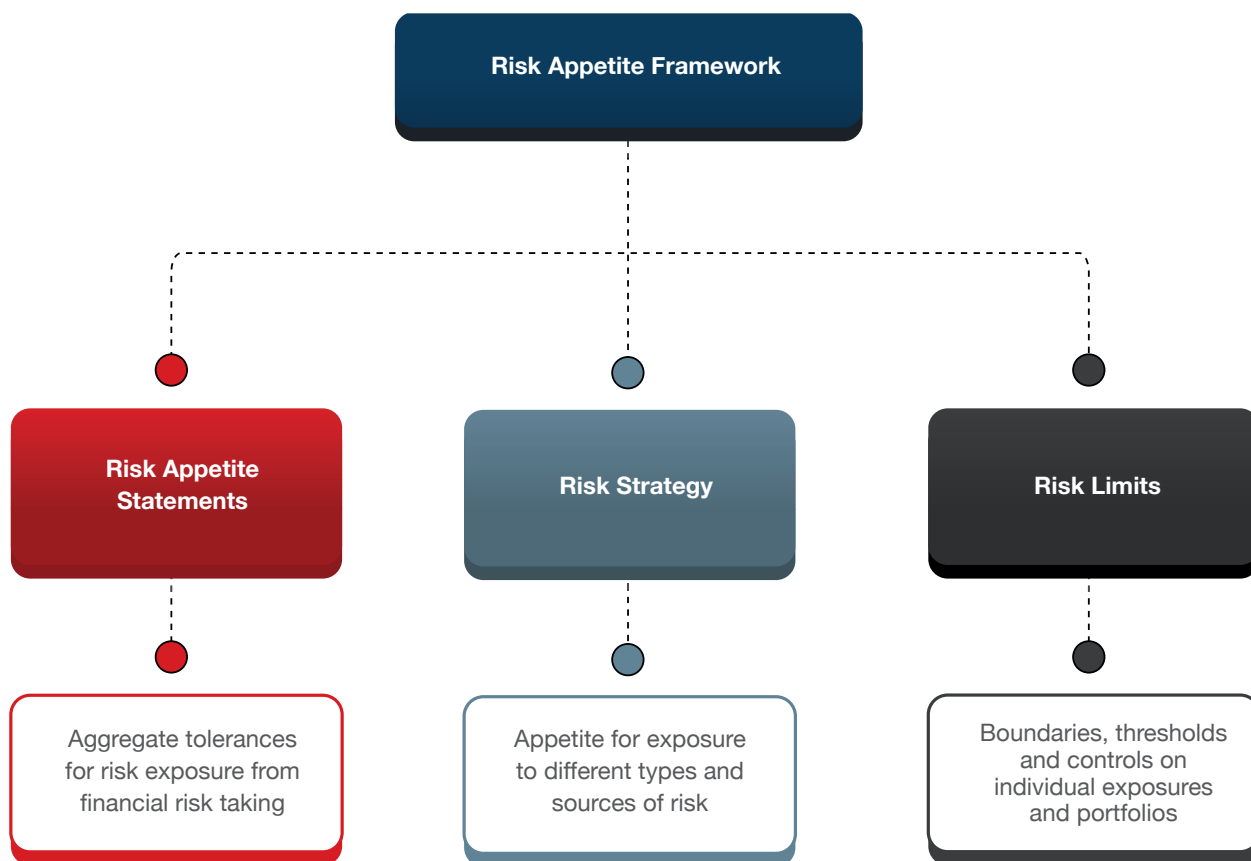 Risk Appetite Framework
Risk Appetite
Statements
Risk Strategy
Risk Limits
Aggregate tolerances
for risk exposure from
financial risk taking
Appetite for exposure
to different types and
sources of risk
Boundaries, thresholds
and controls on
individual exposures
and portfolios